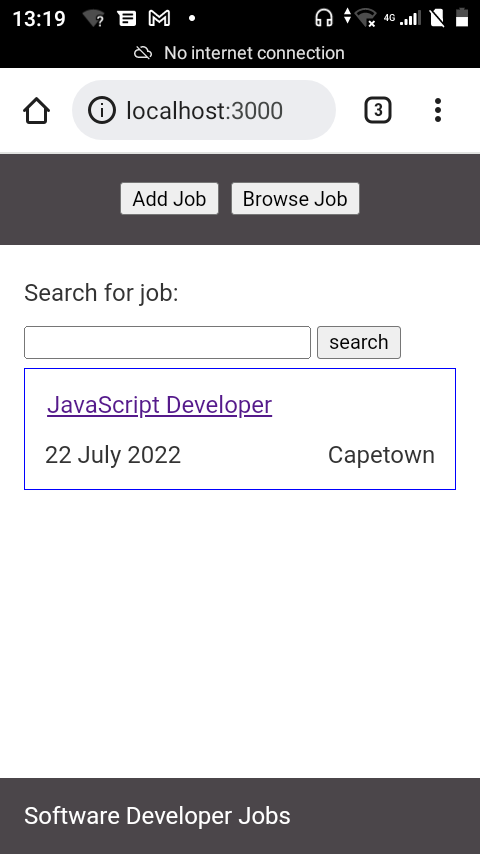 13:19
4G
No internet connection
localhost:3000
3
Add Job Browse Job
Search for job:
search
JavaScript Developer
22 July 2022 Capetown
Software Developer Jobs